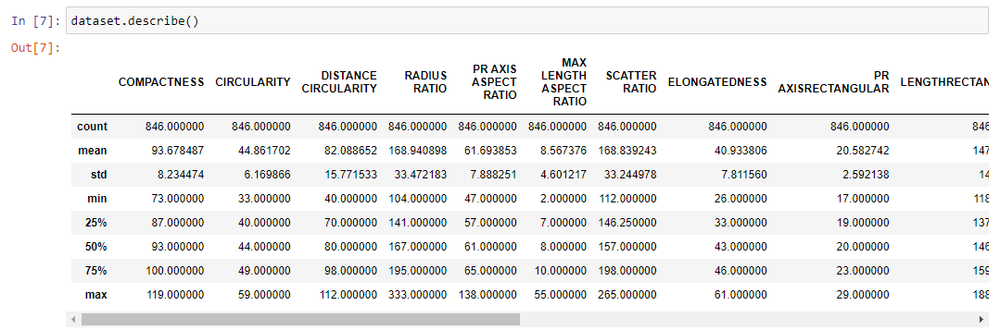 In [7]: dataset.describe()
Out[7]:
COMPACTNESS CIRCULARITY DISTANCE CIRCULARITY RADIUS RATIO PR AXIS ASPECT RATIO MAX LENGTH ASPECT RATIO SCATTER RATIO ELONGATEDNESS PR AXISRECTANGULAR LENGTHRECTAN
count 846.000000 846.000000 846.000000 846.000000 846.000000 846.000000 846.000000 846.000000 846.000000 846
mean 93.678487 44.861702 82.088652 168.940898 61.693853 8.567376 168.839243 40.933806 20.582742 147
std 8.234474 6.169866 15.771533 33.472183 7.888251 4.601217 33.244978 7.811560 2.592138 14
min 73.000000 33.000000 40.000000 104.000000 47.000000 2.000000 112.000000 26.000000 17.000000 118
25% 87.000000 40.000000 70.000000 141.000000 57.000000 7.000000 146.250000 33.000000 19.000000 137
50% 93.000000 44.000000 80.000000 167.000000 61.000000 8.000000 157.000000 43.000000 20.000000 146
75% 100.000000 49.000000 98.000000 195.000000 65.000000 10.000000 198.000000 46.000000 23.000000 159
max 119.000000 59.000000 112.000000 333.000000 138.000000 55.000000 265.000000 61.000000 29.000000 188